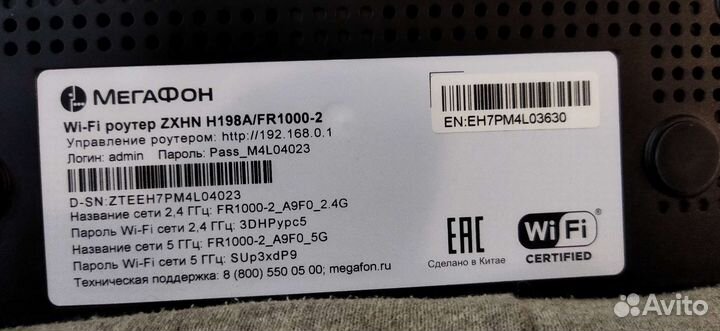 МЕГАФОН
Wi-Fi роутер ZXHN H198A/FR1000-2
Управление роутером: http://192.168.0.1
Логин: admin Пароль: Pass_M4L04023
D-SN:ZTEEH7PM4L04023
Название сети 2,4 ГГц: FR1000-2_A9F0_2.4G
Пароль Wi-Fi сети 2,4 ГГц: 3DHPypc5
Название сети 5 ГГц: FR1000-2_A9F0_5G
Пароль Wi-Fi сети 5 ГГц: SUp3xdP9
Техническая поддержка: 8 (800) 550 05 00; megafon.ru
EN:EH7PM4L03630
EAC
Сделано в Китае
Wi Fi ®
CERTIFIED
Avito